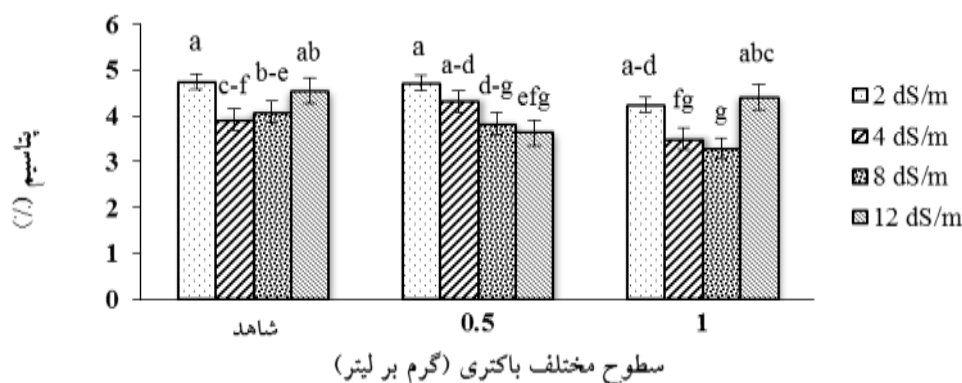 6
5
4
3
2
1
0
پتاسیم (٪)
a
c-f
b-e
ab
a
a-d
d-g
efg
a-d
fg
g
abc
2 dS/m
4 dS/m
8 dS/m
12 dS/m
شاهد
0.5
1
سطوح مختلف باکتری (گرم بر لیتر)